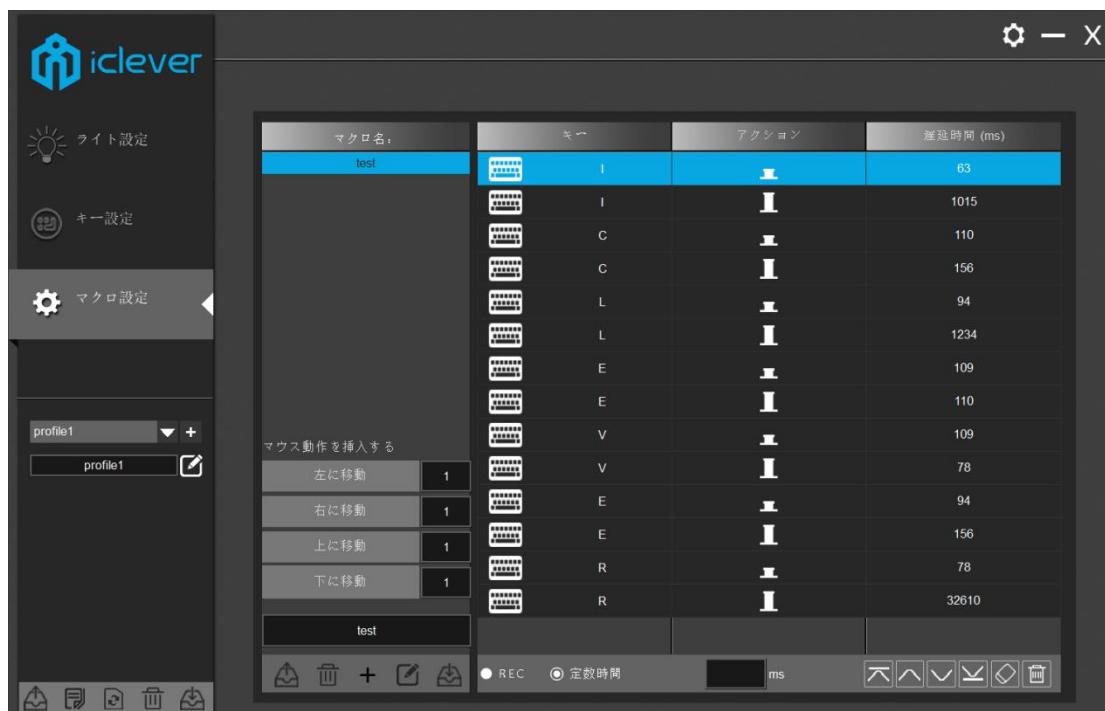 iclever
X
ライト設定
キー設定
マクロ設定
profile1 +
profile1
マクロ名:
test
マウス動作を挿入する
左に移動 1
右に移動 1
上に移動 1
下に移動 1
test
キー アクション 遅延時間 (ms)
I 63
I 1015
C 110
C 156
L 94
L 1234
E 109
E 110
V 109
V 78
E 94
E 156
R 78
R 32610
REC 定数時間 ms